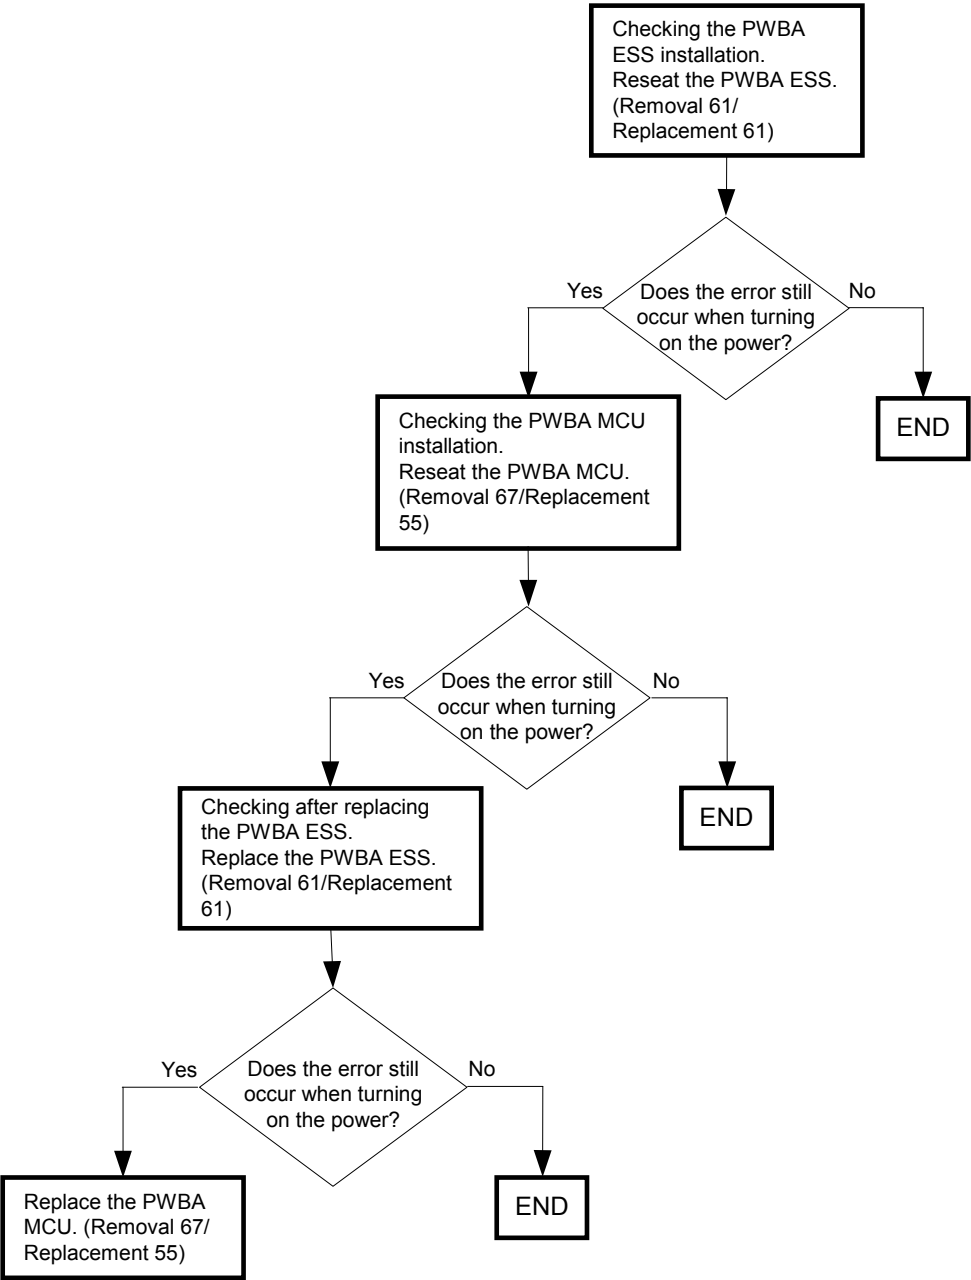 Checking the PWBA
ESS installation.
Reseat the PWBA ESS.
(Removal 61/
Replacement 61)
Yes
Does the error still
occur when turning
on the power?
No
END
Checking the PWBA MCU
installation.
Reseat the PWBA MCU.
(Removal 67/Replacement
55)
Yes
Does the error still
occur when turning
on the power?
No
END
Checking after replacing
the PWBA ESS.
Replace the PWBA ESS.
(Removal 61/Replacement
61)
Yes
Does the error still
occur when turning
on the power?
No
END
Replace the PWBA
MCU. (Removal 67/
Replacement 55)